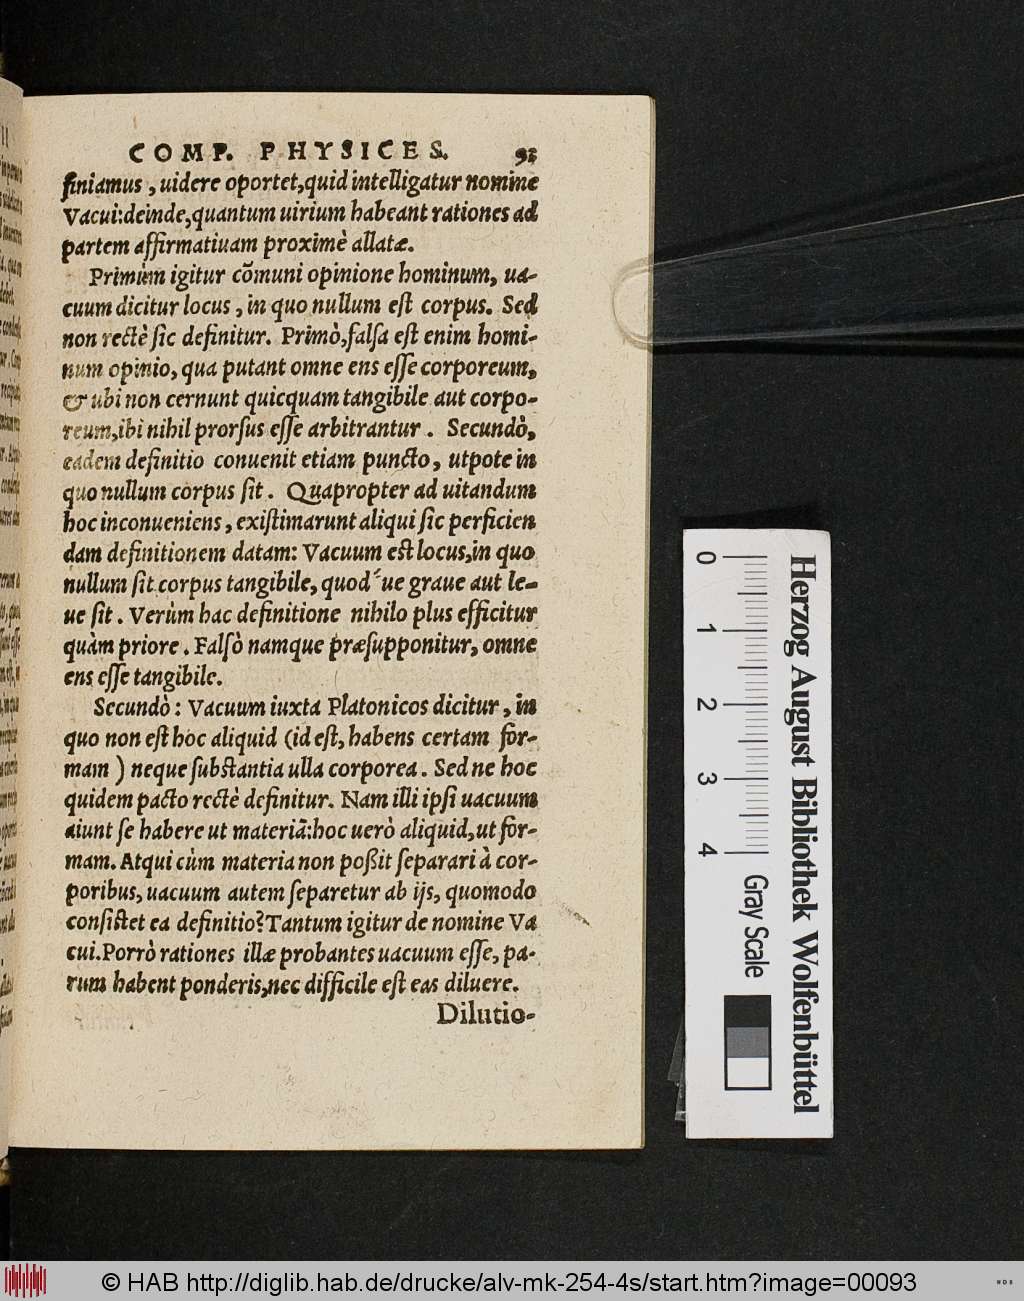 COMP. PHYSICES. 92
finiamus, uidere oportet, quid intelligatur nomine
Vacui: deinde, quantum uirium habeant rationes ad
partem affirmatiuam proximè allatæ.
Primùm igitur cōmuni opinione hominum, ua-
cuum dicitur locus, in quo nullum est corpus. Sed
non rectè sic definitur. Primò, falsa est enim homi-
num opinio, qua putant omne ens esse corporeum,
& ubi non cernunt quicquam tangibile aut corpo-
reum, ibi nihil prorsus esse arbitrantur. Secundò,
eadem definitio conuenit etiam puncto, utpote in
quo nullum corpus sit. Quapropter ad uitandum
hoc inconueniens, existimarunt aliqui sic perficien
dam definitionem datam: Vacuum est locus, in quo
nullum sit corpus tangibile, quod´ue graue aut le-
ue sit. Verùm hac definitione nihilo plus efficitur
quàm priore. Falsò namque præsupponitur, omne
ens esse tangibile.
Secundò: Vacuum iuxta Platonicos dicitur, in
quo non est hoc aliquid (id est, habens certam for-
mam) neque substantia ulla corporea. Sed ne hoc
quidem pacto rectè definitur. Nam illi ipsi uacuum
aiunt se habere ut materiā: hoc uerò aliquid, ut for-
mam. Atqui cùm materia non poßit separari à cor-
poribus, uacuum autem separetur ab ijs, quomodo
consistet ea definitio? Tantum igitur de nomine Va
cui. Porrò rationes illæ probantes uacuum esse, pa-
rum habent ponderis, nec difficile est eas diluere.
Dilutio-
0 1 2 3 4
Gray Scale
Herzog August Bibliothek Wolfenbüttel
© HAB http://diglib.hab.de/drucke/alv-mk-254-4s/start.htm?image=00093